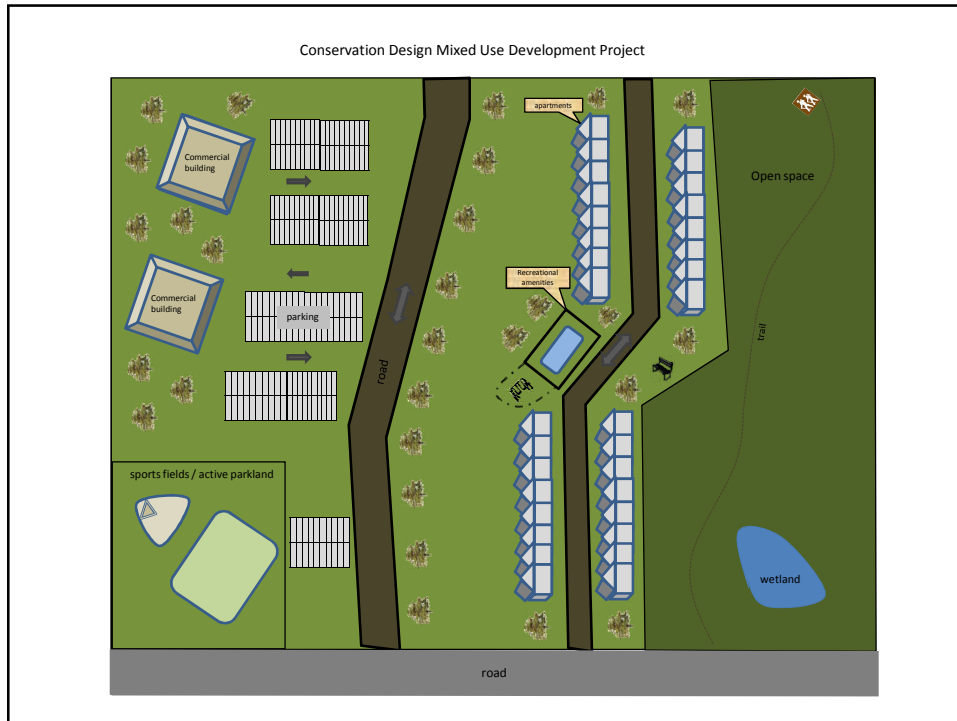 Conservation Design Mixed Use Development Project
apartments
Commercial
building
Open space
Recreational
amenities
Commercial
building
parking
trail
road
sports fields / active parkland
wetland
road